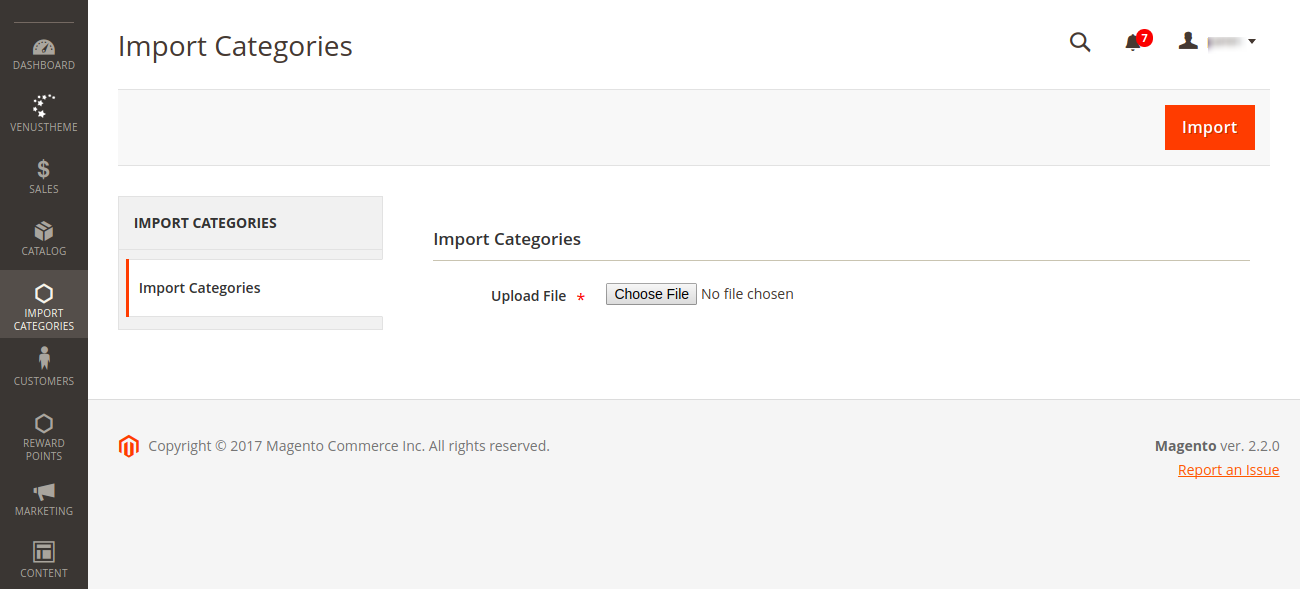 Import Categories
7
Import
DASHBOARD
VENUSTHEME
SALES
CATALOG
IMPORT
CATEGORIES
CUSTOMERS
REWARD
POINTS
MARKETING
CONTENT
IMPORT CATEGORIES
Import Categories
Import Categories
Upload File *
Choose File No file chosen
Copyright © 2017 Magento Commerce Inc. All rights reserved.
Magento ver. 2.2.0
Report an Issue